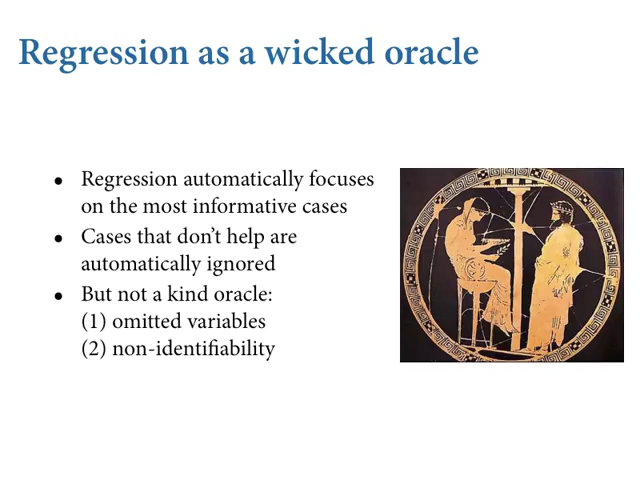 Regression as a wicked oracle
• Regression automatically focuses
on the most informative cases
• Cases that don’t help are
automatically ignored
• But not a kind oracle:
(1) omitted variables
(2) non-identifiability